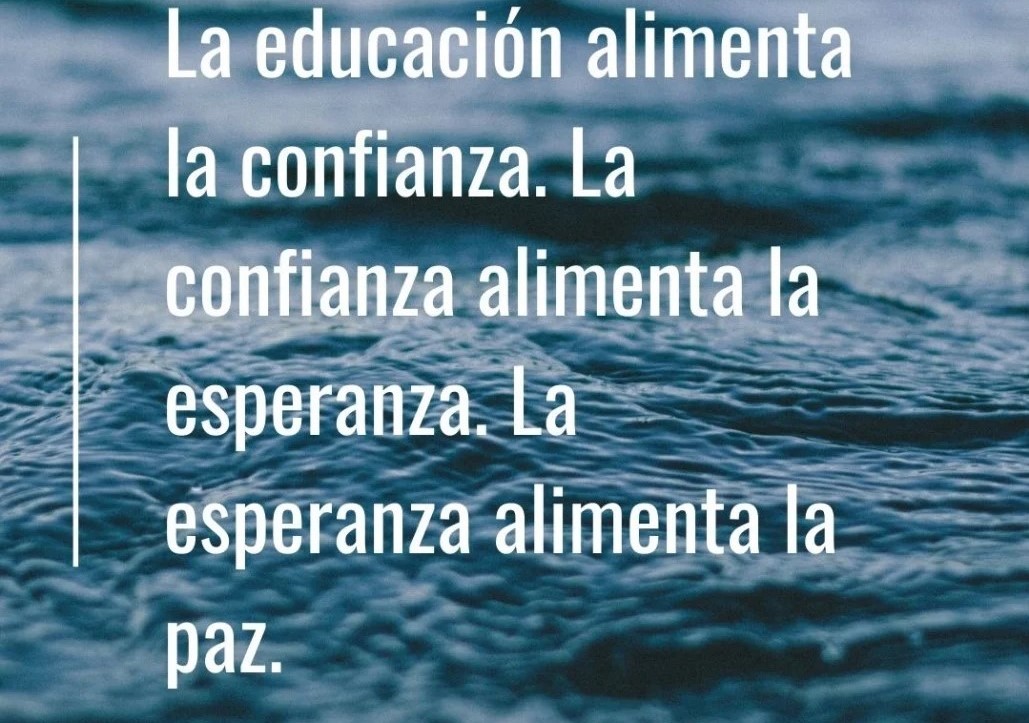 La educación alimenta
la confianza. La
confianza alimenta la
esperanza. La
esperanza alimenta la
paz.